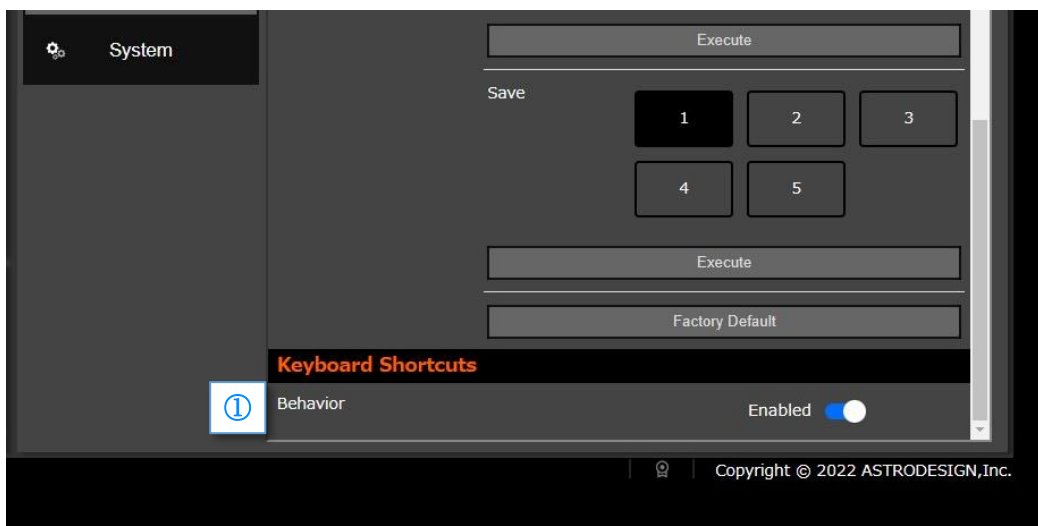 System
Execute
Save
1 2 3
4 5
Execute
Factory Default
Keyboard Shortcuts
① Behavior Enabled
Copyright © 2022 ASTRODESIGN,Inc.